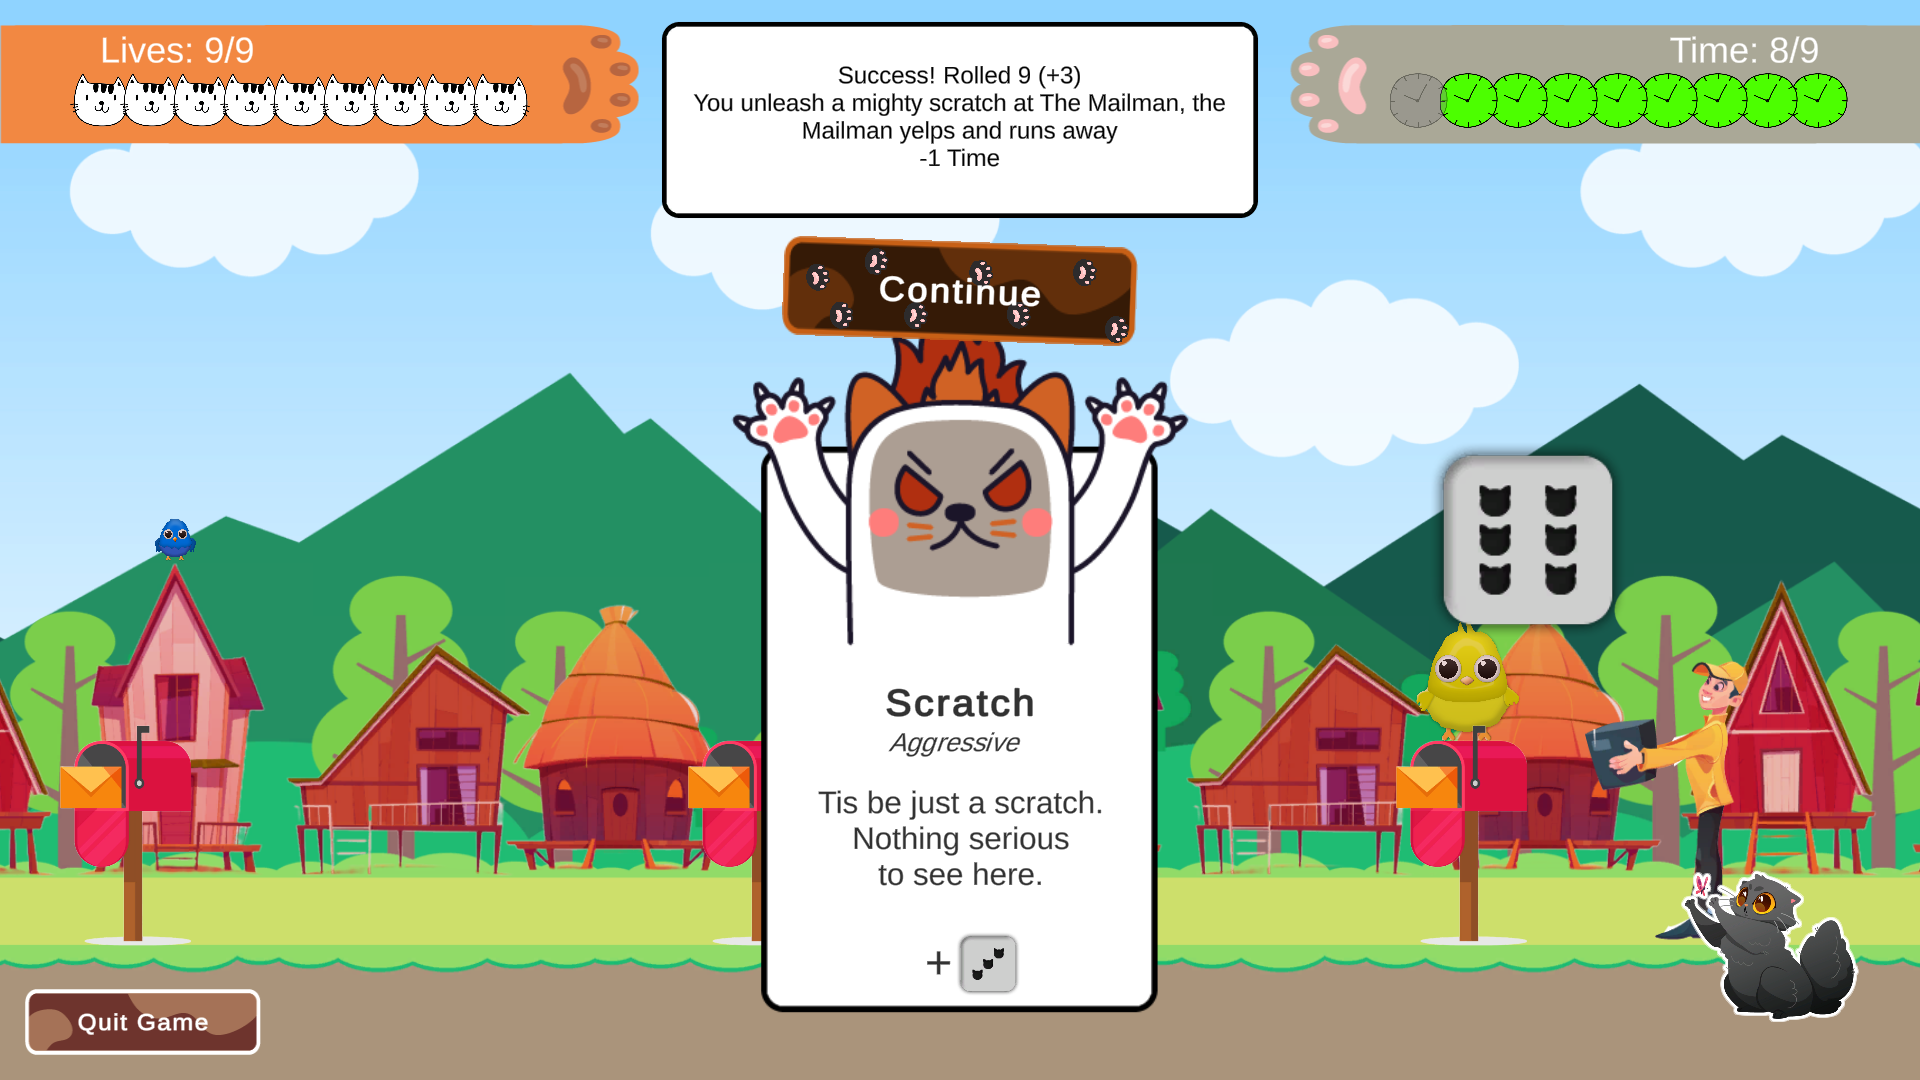 Lives: 9/9
Success! Rolled 9 (+3)
You unleash a mighty scratch at The Mailman, the
Mailman yelps and runs away
-1 Time
Time: 8/9
Continue
Scratch
Aggressive
Tis be just a scratch.
Nothing serious
to see here.
+
Quit Game